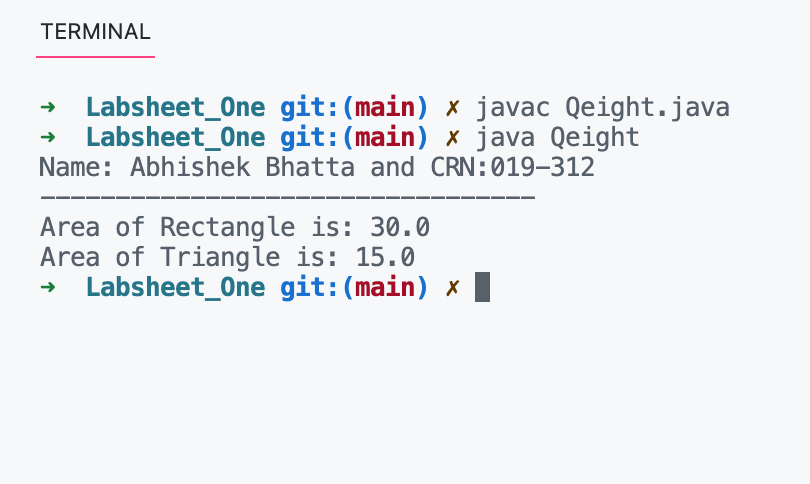 TERMINAL
➜  Labsheet_One git:(main) ✗ javac Qeight.java
➜  Labsheet_One git:(main) ✗ java Qeight
Name: Abhishek Bhatta and CRN:019-312
---------------------------------
Area of Rectangle is: 30.0
Area of Triangle is: 15.0
➜  Labsheet_One git:(main) ✗